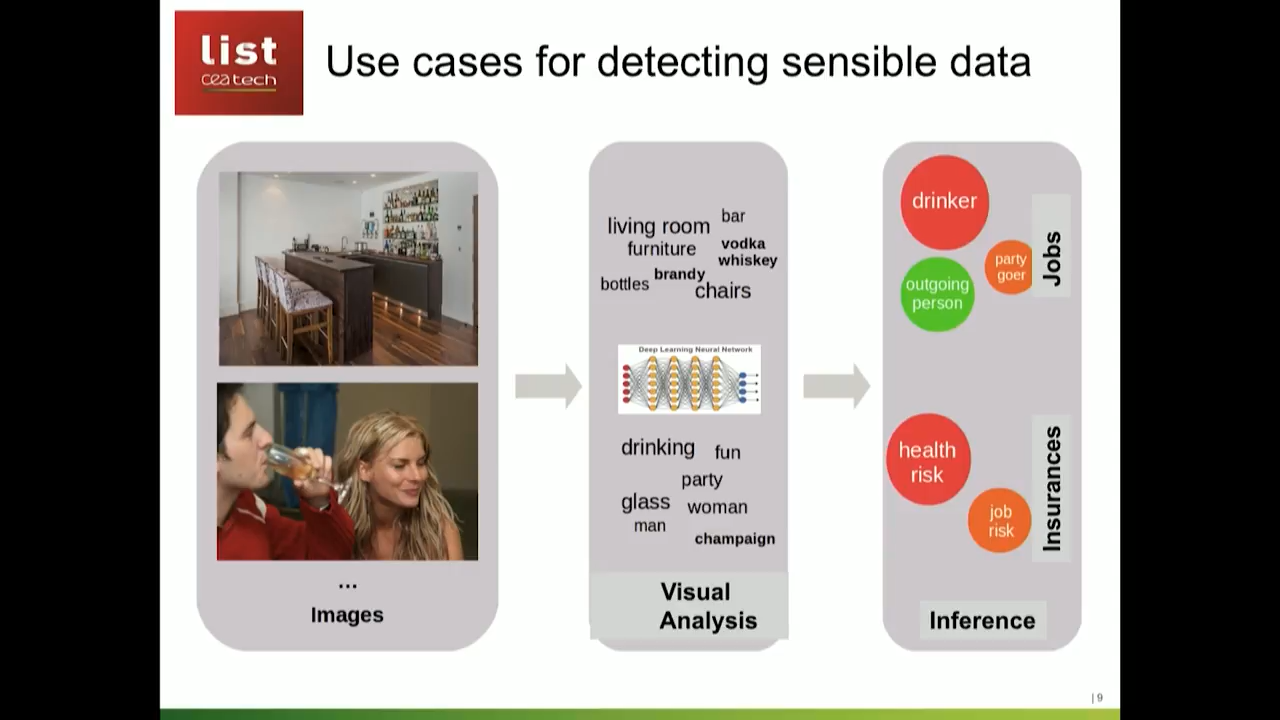 list
cea tech
Use cases for detecting sensible data
...
Images
living room
bar
furniture
vodka
whiskey
brandy
bottles
chairs
Deep Learning Neural Network
drinking
fun
party
glass
woman
man
champaign
Visual
Analysis
drinker
party
goer
outgoing
person
Jobs
health
risk
job
risk
Insurances
Inference
| 9